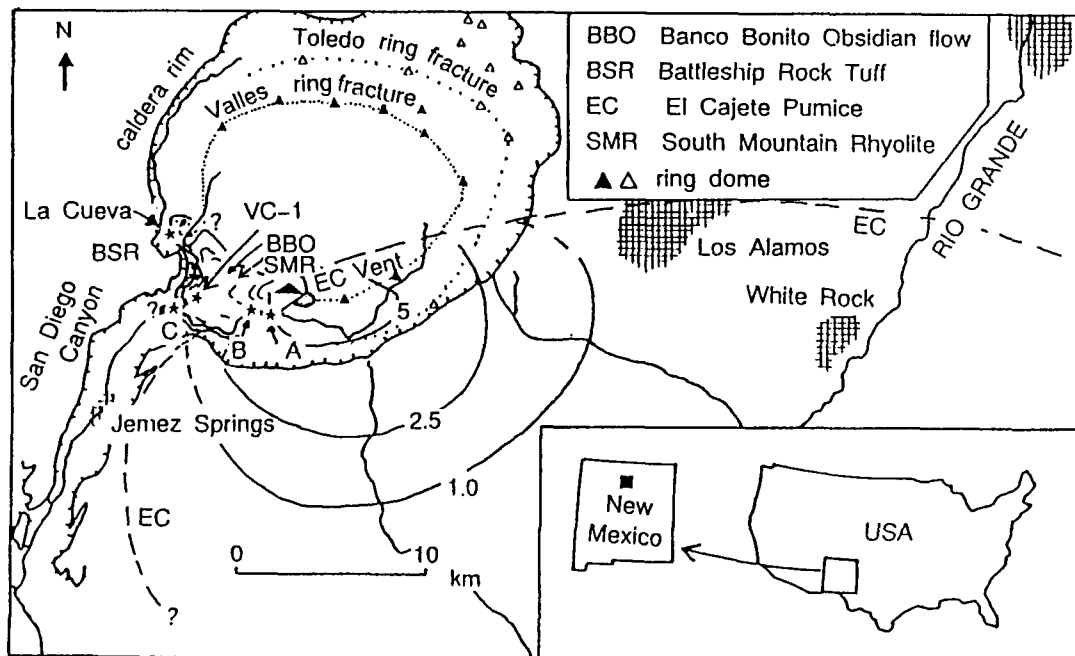 N
caldera rim
Toledo ring fracture
Valles ring fracture
BBO Banco Bonito Obsidian flow
BSR Battleship Rock Tuff
EC El Cajete Pumice
SMR South Mountain Rhyolite
ring dome
La Cueva
?
VC-1
BSR
BBO
SMR
EC Vent
EC
RIO GRANDE
Los Alamos
White Rock
San Diego
Canyon
?
C
B
A
5
Jemez Springs
2.5
1.0
EC
?
0
10
km
New
Mexico
USA